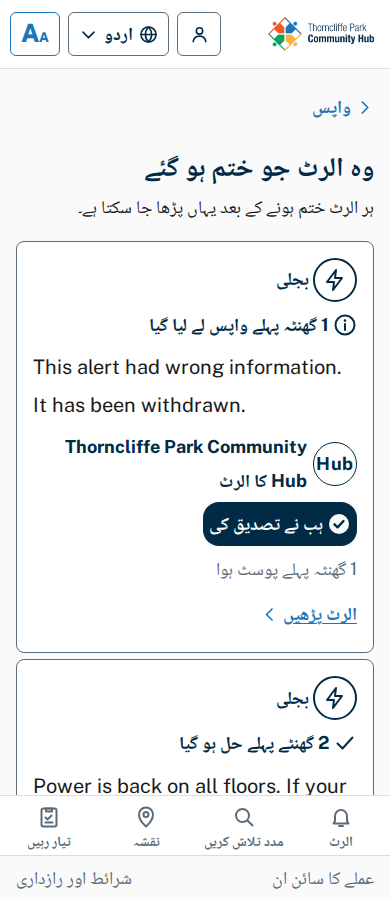 Thorncliffe Park
Community Hub
اردو
AA
واپس
وہ الرٹ جو ختم ہو گئے
ہر الرٹ ختم ہونے کے بعد یہاں پڑھا جا سکتا ہے۔
بجلی
1 گھنٹہ پہلے واپس لے لیا گیا
This alert had wrong information.
It has been withdrawn.
Hub
Thorncliffe Park Community
Hub کا الرٹ
ہب نے تصدیق کی
1 گھنٹہ پہلے پوسٹ ہوا
الرٹ پڑھیں
بجلی
2 گھنٹے پہلے حل ہو گیا
Power is back on all floors. If your
الرٹ
مدد تلاش کریں
نقشہ
تیار رہیں
عملے کا سائن ان
شرائط اور رازداری